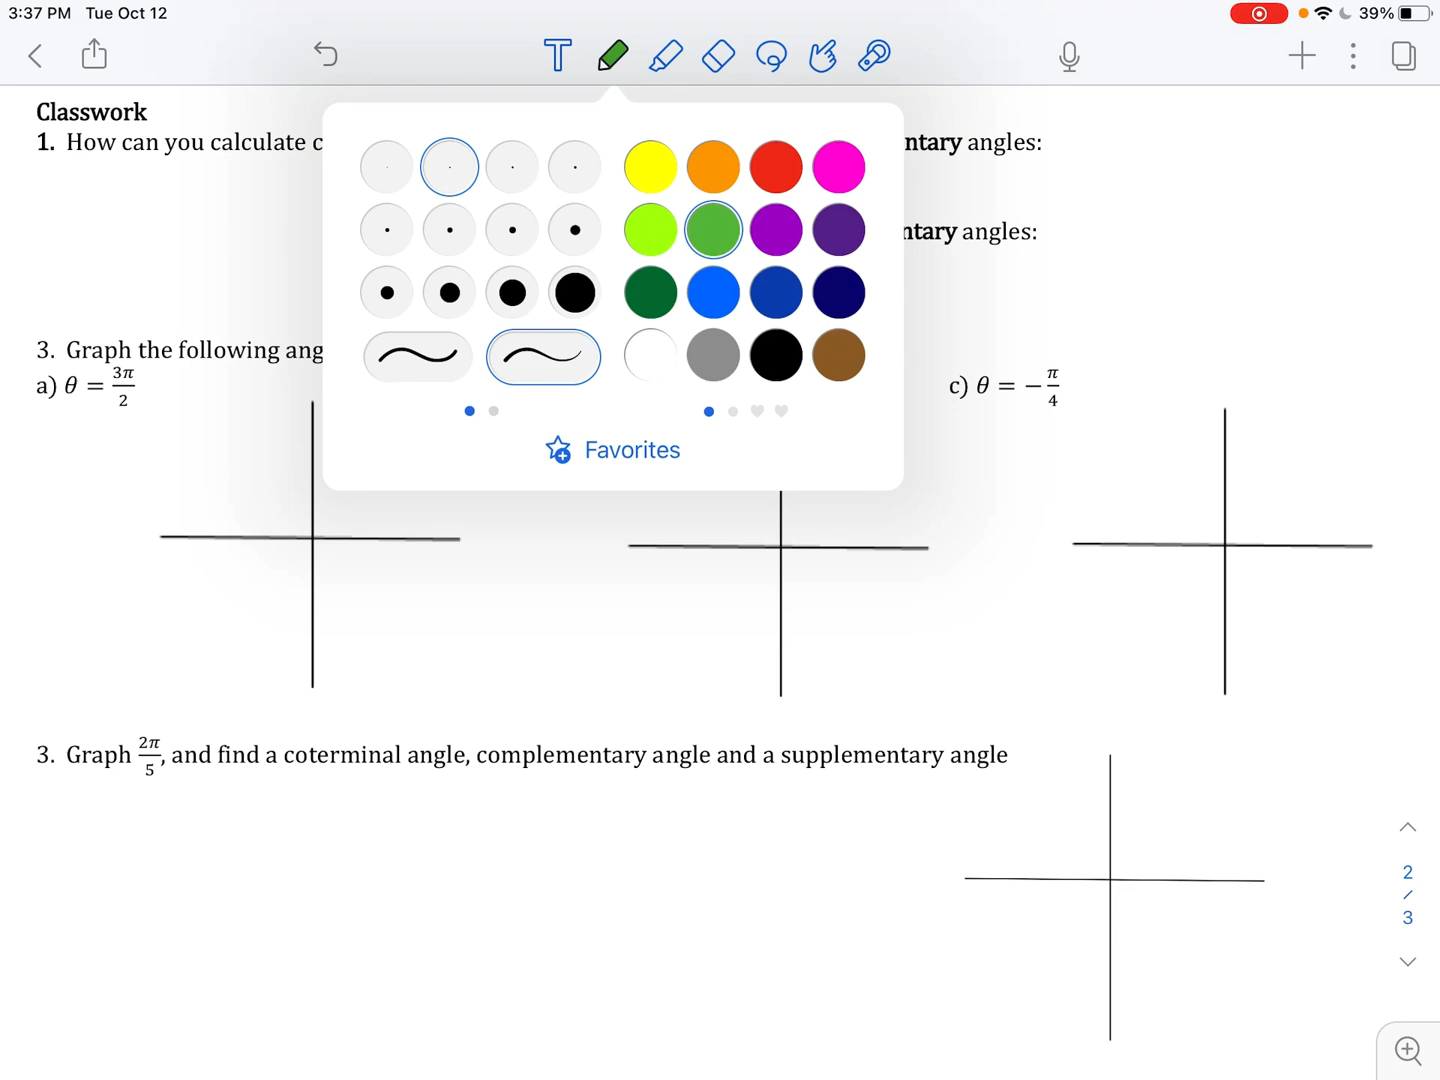 3:37 PM Tue Oct 12
39%
T
Classwork
1. How can you calculate c
ntary angles:
ntary angles:
3. Graph the following ang
a) θ = 3π/2
c) θ = −π/4
Favorites
3. Graph 2π/5, and find a coterminal angle, complementary angle and a supplementary angle
2
/
3